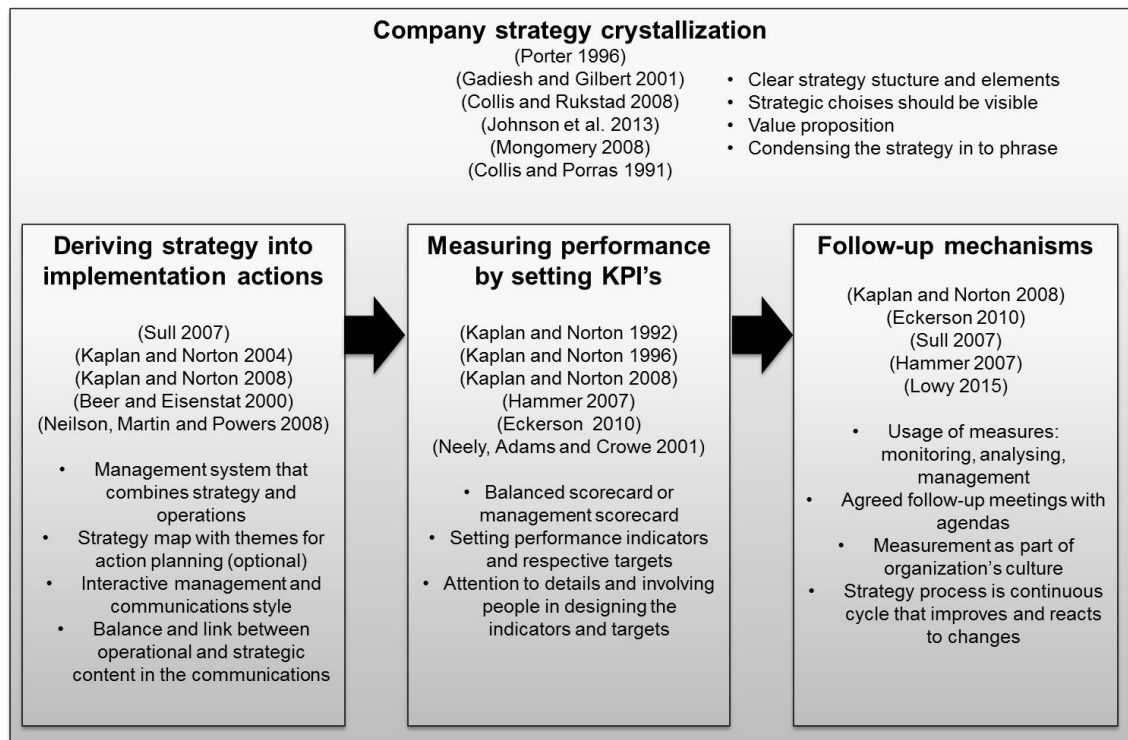 Company strategy crystallization
(Porter 1996)
(Gadiesh and Gilbert 2001)
(Collis and Rukstad 2008)
(Johnson et al. 2013)
(Mongomery 2008)
(Collis and Porras 1991)
• Clear strategy stucture and elements
• Strategic choises should be visible
• Value proposition
• Condensing the strategy in to phrase
Deriving strategy into
implementation actions
(Sull 2007)
(Kaplan and Norton 2004)
(Kaplan and Norton 2008)
(Beer and Eisenstat 2000)
(Neilson, Martin and Powers 2008)
• Management system that
combines strategy and
operations
• Strategy map with themes for
action planning (optional)
• Interactive management and
communications style
• Balance and link between
operational and strategic
content in the communications
Measuring performance
by setting KPI's
(Kaplan and Norton 1992)
(Kaplan and Norton 1996)
(Kaplan and Norton 2008)
(Hammer 2007)
(Eckerson 2010)
(Neely, Adams and Crowe 2001)
• Balanced scorecard or
management scorecard
• Setting performance indicators
and respective targets
• Attention to details and involving
people in designing the
indicators and targets
Follow-up mechanisms
(Kaplan and Norton 2008)
(Eckerson 2010)
(Sull 2007)
(Hammer 2007)
(Lowy 2015)
• Usage of measures:
monitoring, analysing,
management
• Agreed follow-up meetings with
agendas
• Measurement as part of
organization's culture
• Strategy process is continuous
cycle that improves and reacts
to changes